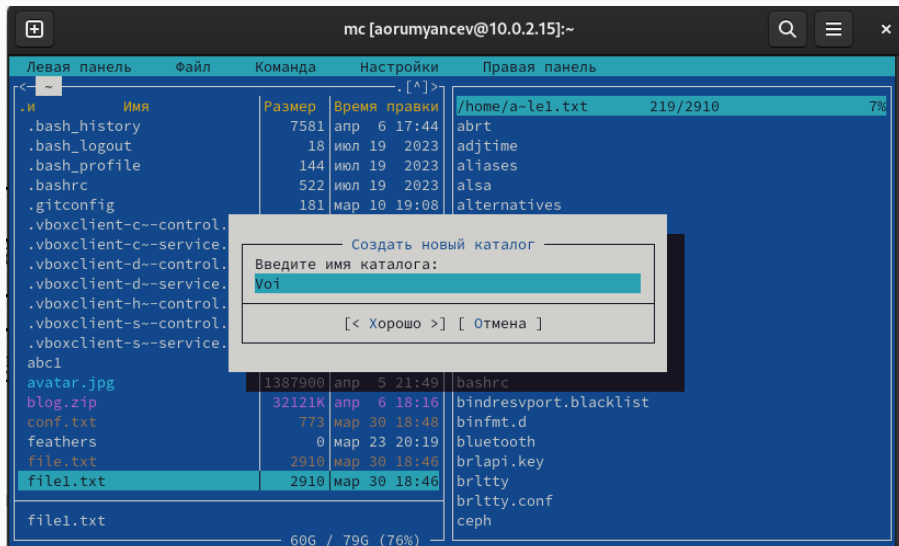 mc [aorumyancev@10.0.2.15]:~
Левая панель Файл Команда Настройки Правая панель
<- ~ .[^]>
.и Имя Размер Время правки
.bash_history 7581 апр 6 17:44
.bash_logout 18 июл 19 2023
.bash_profile 144 июл 19 2023
.bashrc 522 июл 19 2023
.gitconfig 181 мар 10 19:08
.vboxclient-c~-control.
.vboxclient-c~-service.
.vboxclient-d~-control.
.vboxclient-d~-service.
.vboxclient-h~-control.
.vboxclient-s~-control.
.vboxclient-s~-service.
abc1
avatar.jpg 1387900 апр 5 21:49
blog.zip 32121K апр 6 18:16
conf.txt 773 мар 30 18:48
feathers 0 мар 23 20:19
file.txt 2910 мар 30 18:46
file1.txt 2910 мар 30 18:46
file1.txt
60G / 79G (76%)
/home/a~le1.txt 219/2910 7%
abrt
adjtime
aliases
alsa
alternatives
bashrc
bindresvport.blacklist
binfmt.d
bluetooth
brlapi.key
brltty
brltty.conf
ceph
Создать новый каталог
Введите имя каталога:
Voi
[< Хорошо >] [ Отмена ]